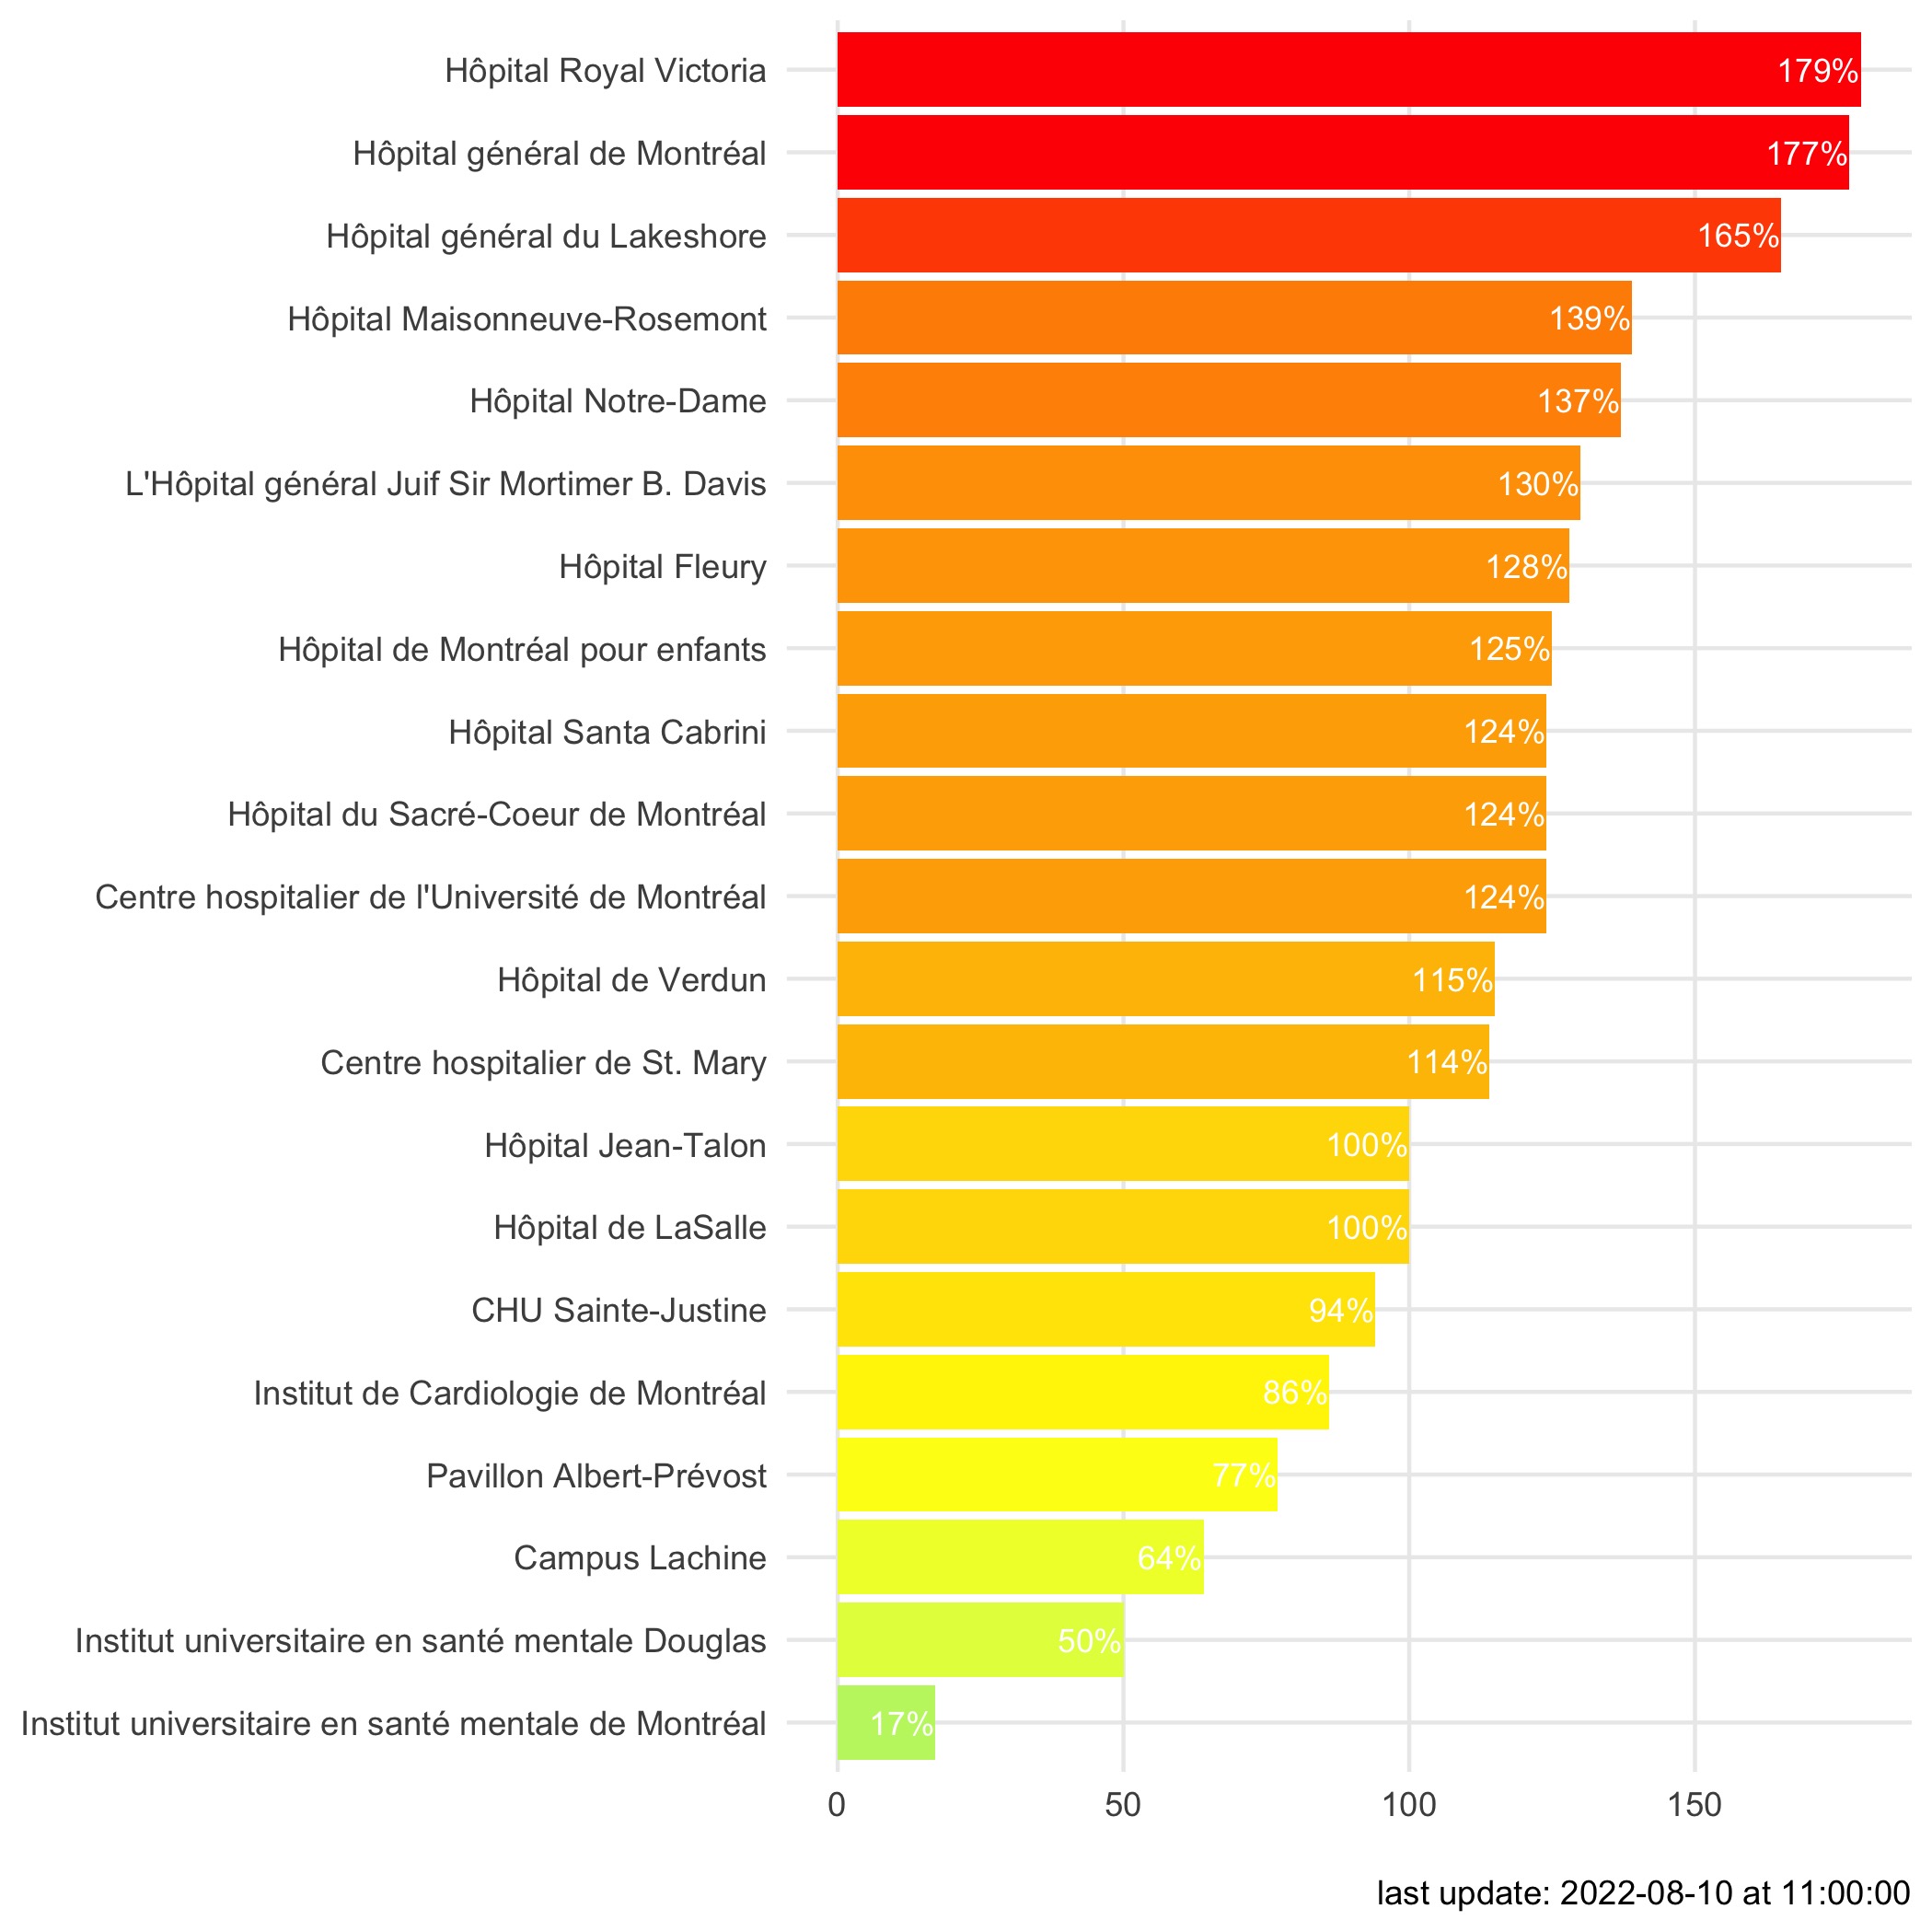 Hôpital Royal Victoria 179%
Hôpital général de Montréal 177%
Hôpital général du Lakeshore 165%
Hôpital Maisonneuve-Rosemont 139%
Hôpital Notre-Dame 137%
L'Hôpital général Juif Sir Mortimer B. Davis 130%
Hôpital Fleury 128%
Hôpital de Montréal pour enfants 125%
Hôpital Santa Cabrini 124%
Hôpital du Sacré-Coeur de Montréal 124%
Centre hospitalier de l'Université de Montréal 124%
Hôpital de Verdun 115%
Centre hospitalier de St. Mary 114%
Hôpital Jean-Talon 100%
Hôpital de LaSalle 100%
CHU Sainte-Justine 94%
Institut de Cardiologie de Montréal 86%
Pavillon Albert-Prévost 77%
Campus Lachine 64%
Institut universitaire en santé mentale Douglas 50%
Institut universitaire en santé mentale de Montréal 17%
0 50 100 150
last update: 2022-08-10 at 11:00:00